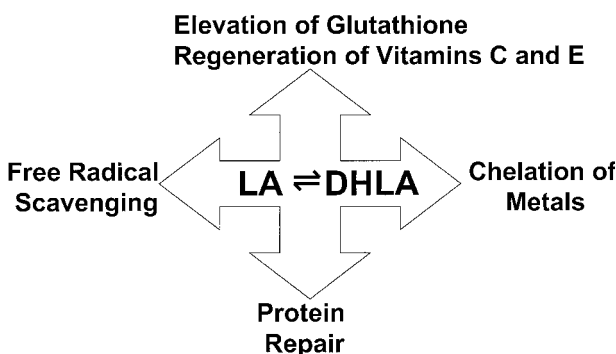 Elevation of Glutathione
Regeneration of Vitamins C and E
Free Radical
Scavenging
LA ⇌ DHLA
Chelation of
Metals
Protein
Repair